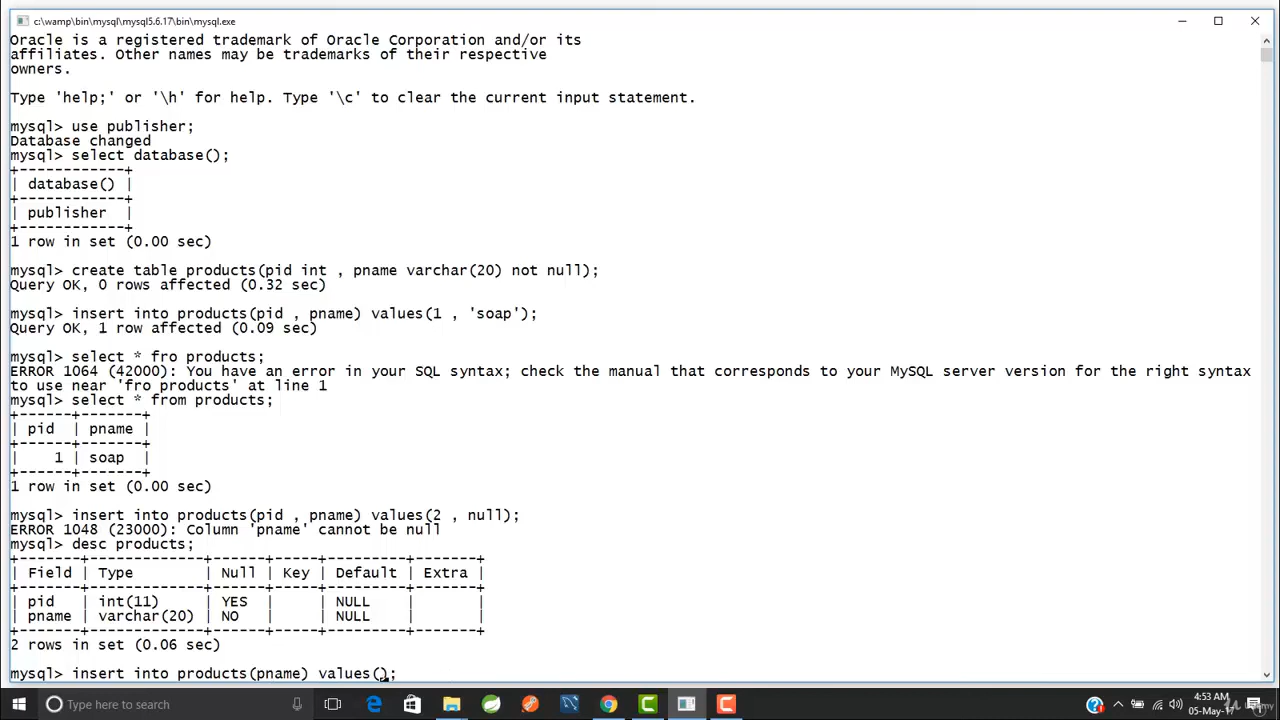 c:\wamp\bin\mysql\mysql5.6.17\bin\mysql.exe
Oracle is a registered trademark of Oracle Corporation and/or its
affiliates. Other names may be trademarks of their respective
owners.
Type 'help;' or '\h' for help. Type '\c' to clear the current input statement.
mysql> use publisher;
Database changed
mysql> select database();
+------------+
| database() |
+------------+
| publisher  |
+------------+
1 row in set (0.00 sec)
mysql> create table products(pid int , pname varchar(20) not null);
Query OK, 0 rows affected (0.32 sec)
mysql> insert into products(pid , pname) values(1 , 'soap');
Query OK, 1 row affected (0.09 sec)
mysql> select * fro products;
ERROR 1064 (42000): You have an error in your SQL syntax; check the manual that corresponds to your MySQL server version for the right syntax
to use near 'fro products' at line 1
mysql> select * from products;
+------+-------+
| pid  | pname |
+------+-------+
|    1 | soap  |
+------+-------+
1 row in set (0.00 sec)
mysql> insert into products(pid , pname) values(2 , null);
ERROR 1048 (23000): Column 'pname' cannot be null
mysql> desc products;
+-------+-------------+------+-----+---------+-------+
| Field | Type        | Null | Key | Default | Extra |
+-------+-------------+------+-----+---------+-------+
| pid   | int(11)     | YES  |     | NULL    |       |
| pname | varchar(20) | NO   |     | NULL    |       |
+-------+-------------+------+-----+---------+-------+
2 rows in set (0.06 sec)
mysql> insert into products(pname) values();
Type here to search
4:53 AM